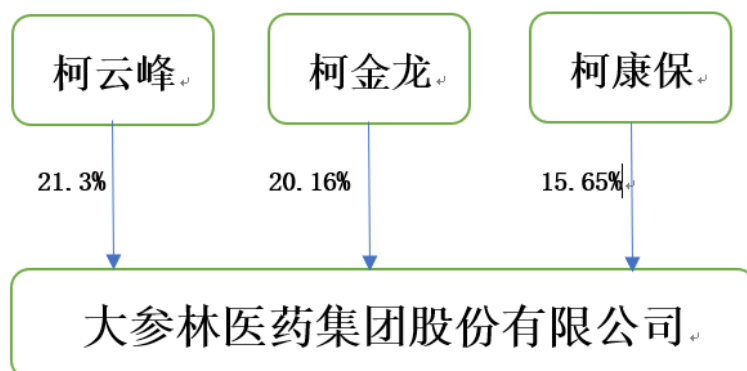 柯云峰
柯金龙
柯康保
21.3%
20.16%
15.65%
大参林医药集团股份有限公司